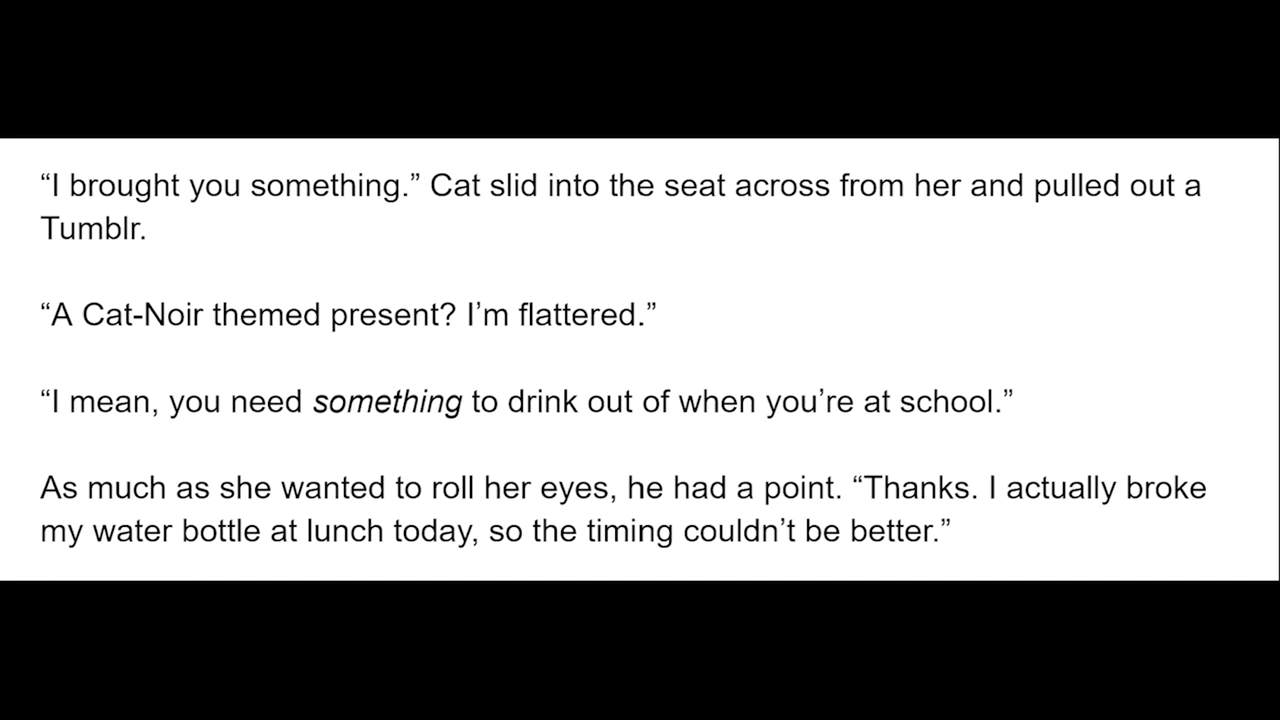 “I brought you something.” Cat slid into the seat across from her and pulled out a
Tumblr.
“A Cat-Noir themed present? I’m flattered.”
“I mean, you need something to drink out of when you’re at school.”
As much as she wanted to roll her eyes, he had a point. “Thanks. I actually broke
my water bottle at lunch today, so the timing couldn’t be better.”